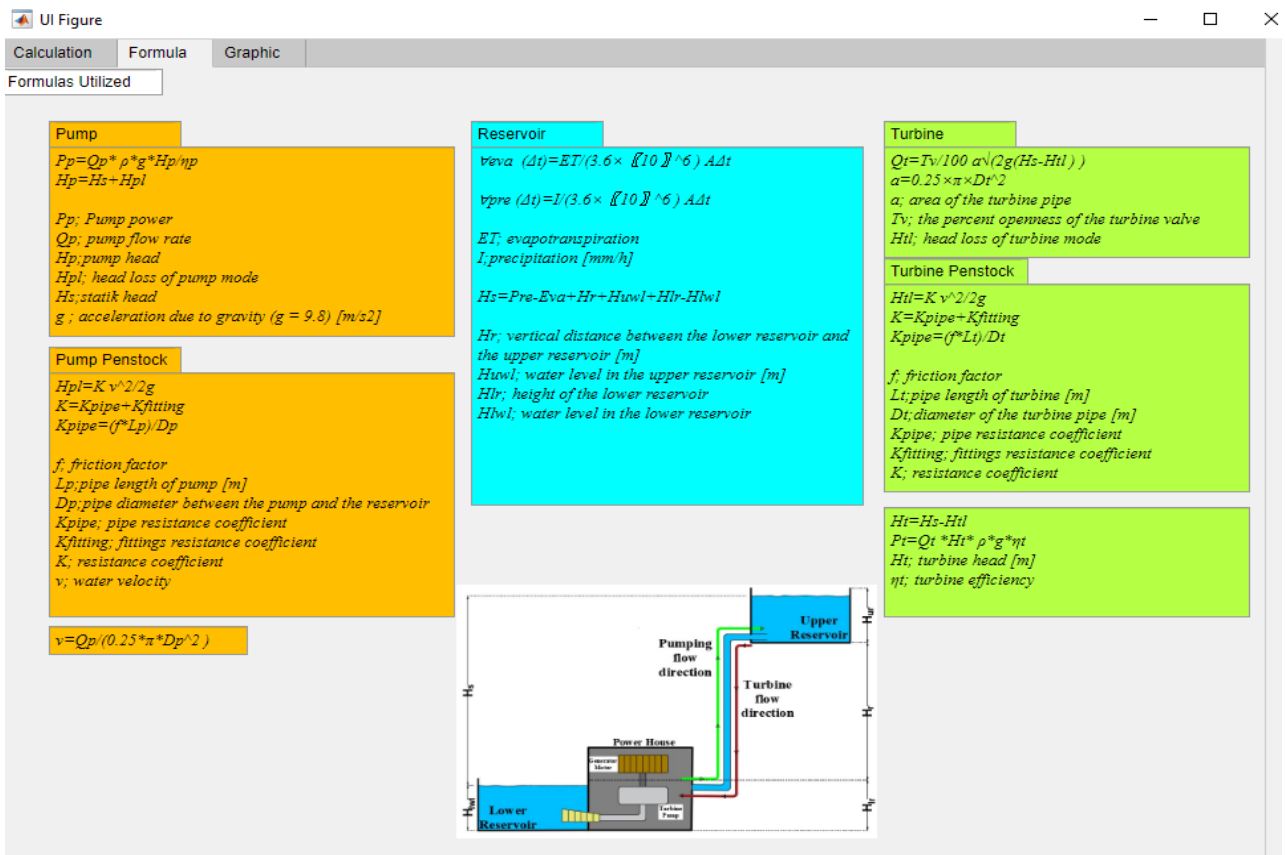 UI Figure
Calculation Formula Graphic
Formulas Utilized
Pump
Pp=Qp* ρ*g*Hp/ηp
Hp=Hs+Hpl
Pp; Pump power
Qp; pump flow rate
Hp;pump head
Hpl; head loss of pump mode
Hs;statik head
g ; acceleration due to gravity (g = 9.8) [m/s2]
Pump Penstock
Hpl=K v^2/2g
K=Kpipe+Kfitting
Kpipe=(f*Lp)/Dp
f; friction factor
Lp;pipe length of pump [m]
Dp;pipe diameter between the pump and the reservoir
Kpipe; pipe resistance coefficient
Kfitting; fittings resistance coefficient
K; resistance coefficient
v; water velocity
v=Qp/(0.25*π*Dp^2 )
Reservoir
∀eva (Δt)=ET/(3.6× 〖10〗^6 ) AΔt
∀pre (Δt)=I/(3.6× 〖10〗^6 ) AΔt
ET; evapotranspiration
I;precipitation [mm/h]
Hs=Pre-Eva+Hr+Huwl+Hlr-Hlwl
Hr; vertical distance between the lower reservoir and
the upper reservoir [m]
Huwl; water level in the upper reservoir [m]
Hlr; height of the lower reservoir
Hlwl; water level in the lower reservoir
Turbine
Qt=Tv/100 a√(2g(Hs-Htl ) )
a=0.25×π×Dt^2
a; area of the turbine pipe
Tv; the percent openness of the turbine valve
Htl; head loss of turbine mode
Turbine Penstock
Htl=K v^2/2g
K=Kpipe+Kfitting
Kpipe=(f*Lt)/Dt
f; friction factor
Lt;pipe length of turbine [m]
Dt;diameter of the turbine pipe [m]
Kpipe; pipe resistance coefficient
Kfitting; fittings resistance coefficient
K; resistance coefficient
Ht=Hs-Htl
Pt=Qt *Ht* ρ*g*ηt
Ht; turbine head [m]
ηt; turbine efficiency
Upper
Reservoir
Hur
Pumping
flow
direction
Turbine
flow
direction
Hs
Hr
Power House
Generator
Motor
Turbine
Pump
Lower
Reservoir
Hlwl
Hlr